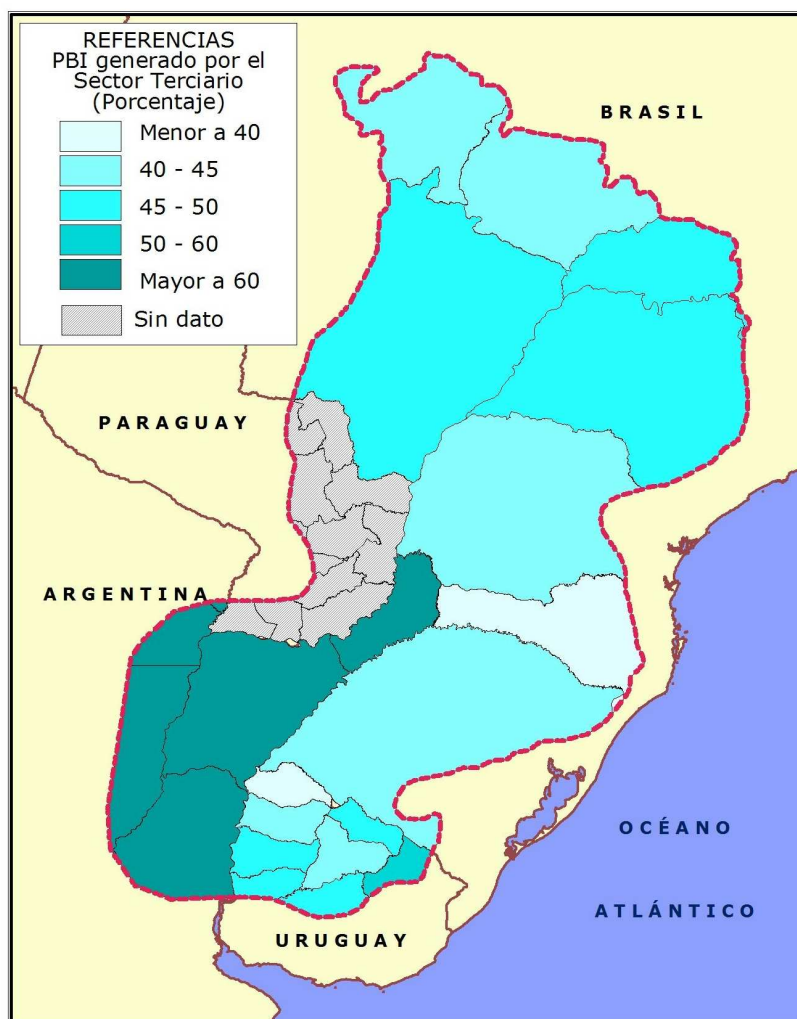 REFERENCIAS
PBI generado por el
Sector Terciario
(Porcentaje)
Menor a 40
40 - 45
45 - 50
50 - 60
Mayor a 60
Sin dato
BRASIL
PARAGUAY
ARGENTINA
OCÉANO
ATLÁNTICO
URUGUAY